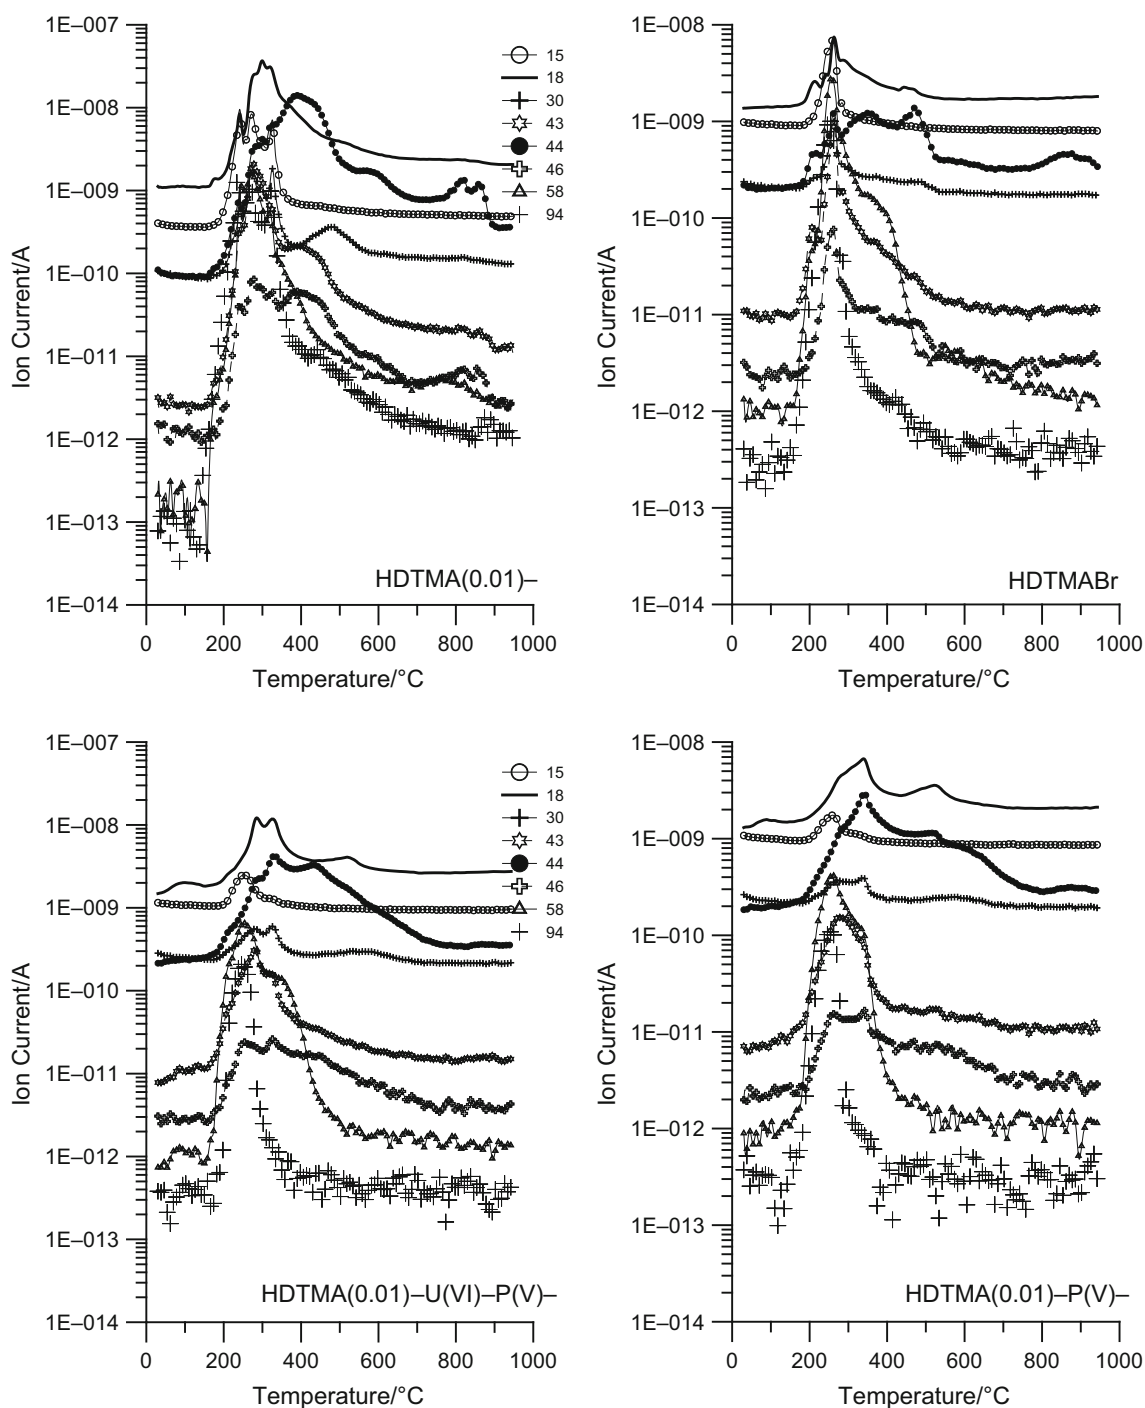 1E–007
1E–008
1E–009
1E–010
1E–011
1E–012
1E–013
1E–014
Ion Current/A
0 200 400 600 800 1000
Temperature/°C
15
18
30
43
44
46
58
94
HDTMA(0.01)–
1E–008
1E–009
1E–010
1E–011
1E–012
1E–013
1E–014
Ion Current/A
0 200 400 600 800 1000
Temperature/°C
HDTMABr
1E–007
1E–008
1E–009
1E–010
1E–011
1E–012
1E–013
1E–014
Ion Current/A
0 200 400 600 800 1000
Temperature/°C
15
18
30
43
44
46
58
94
HDTMA(0.01)–U(VI)–P(V)–
1E–008
1E–009
1E–010
1E–011
1E–012
1E–013
1E–014
Ion Current/A
0 200 400 600 800 1000
Temperature/°C
HDTMA(0.01)–P(V)–